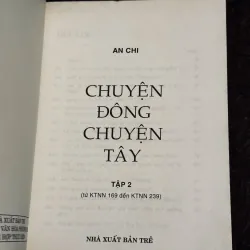 AN CHI
CHUYỆN
ĐÔNG
CHUYỆN
TÂY
TẬP 2
(từ KTNN 169 đến KTNN 239)
NHÀ XUẤT BẢN TRẺ